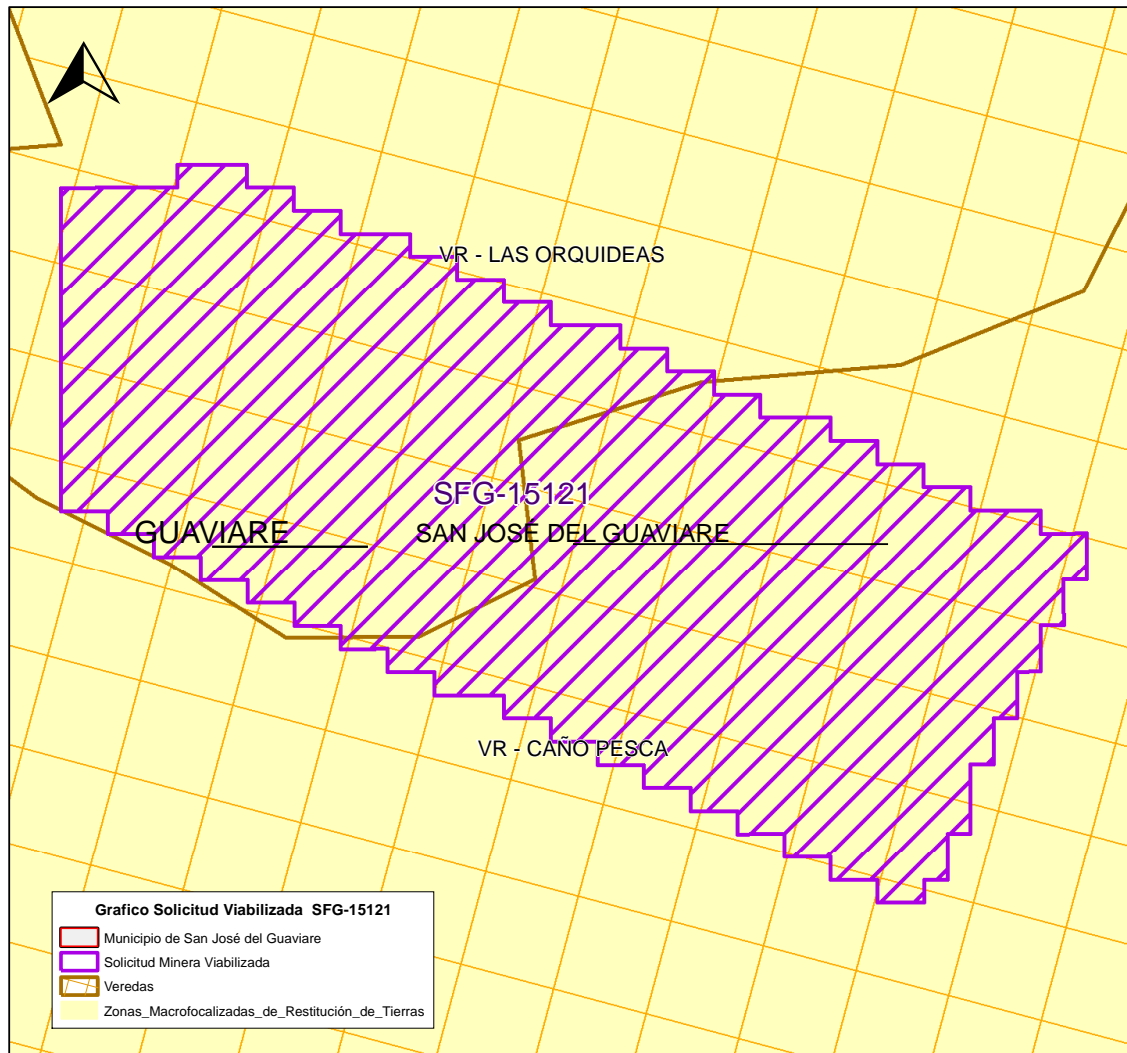 VR - LAS ORQUIDEAS
SFG-15121
GUAVIARE
SAN JOSÉ DEL GUAVIARE
VR - CAÑO PESCA
Grafico Solicitud Viabilizada SFG-15121
Municipio de San José del Guaviare
Solicitud Minera Viabilizada
Veredas
Zonas_Macrofocalizadas_de_Restitución_de_Tierras